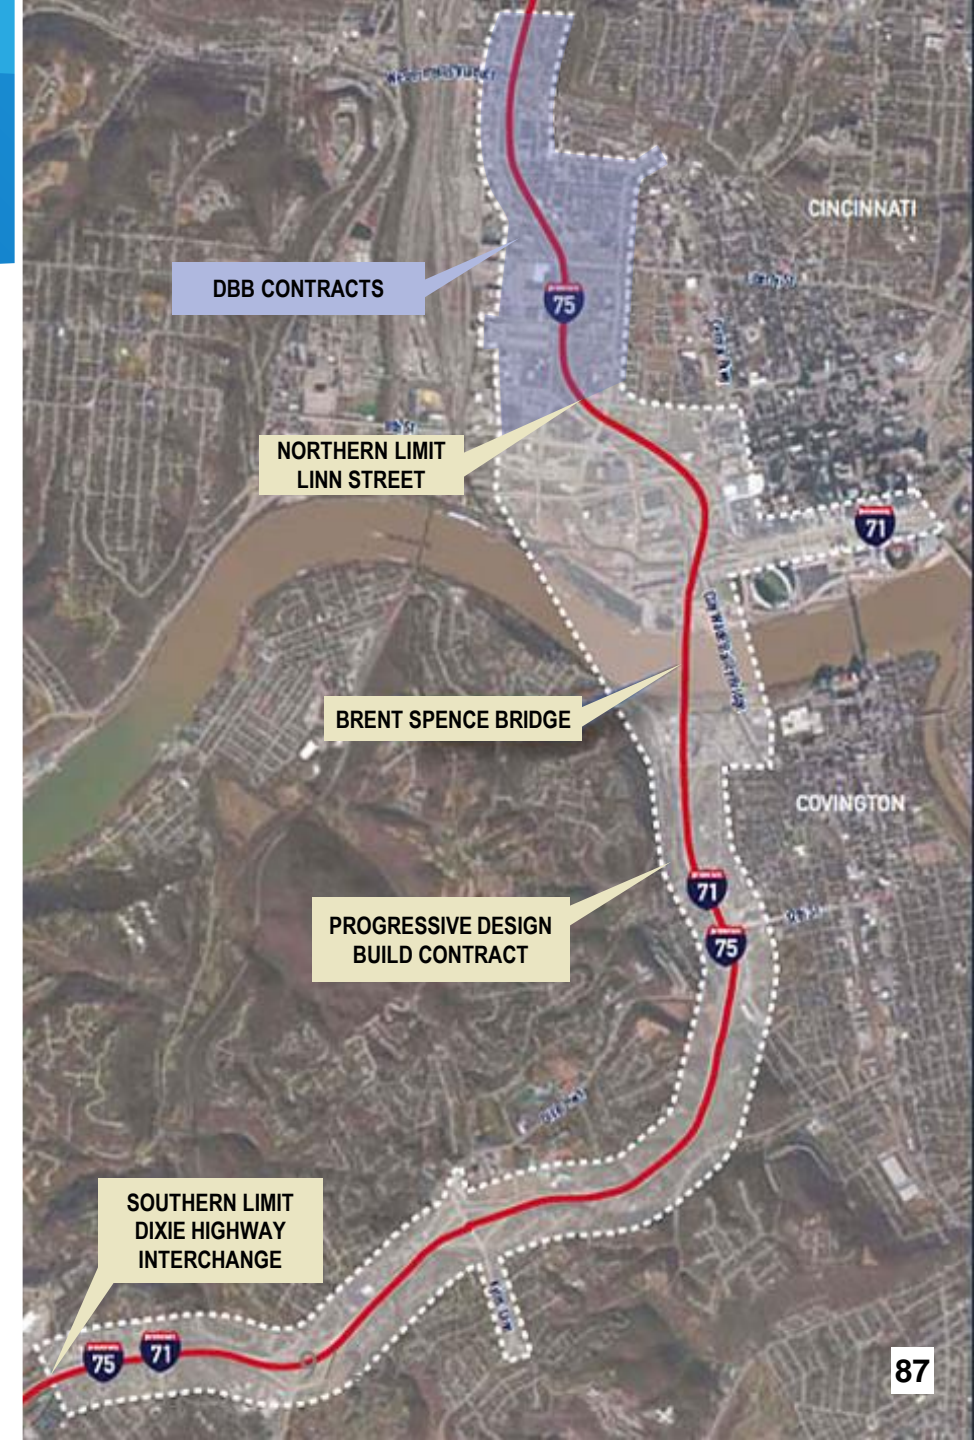 CINCINNATI
DBB CONTRACTS
75
NORTHERN LIMIT
LINN STREET
71
BRENT SPENCE BRIDGE
COVINGTON
71
PROGRESSIVE DESIGN
BUILD CONTRACT
75
SOUTHERN LIMIT
DIXIE HIGHWAY
INTERCHANGE
75
71
87